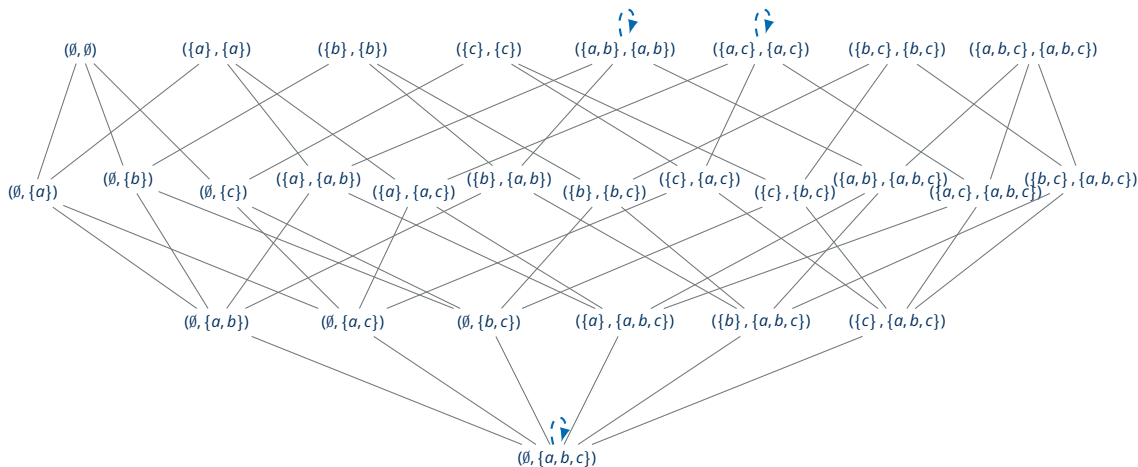 (∅, ∅) ({a} , {a}) ({b} , {b}) ({c} , {c}) ({a, b} , {a, b}) ({a, c} , {a, c}) ({b, c} , {b, c}) ({a, b, c} , {a, b, c})
(∅, {a}) (∅, {b}) (∅, {c}) ({a} , {a, b}) ({a} , {a, c}) ({b} , {a, b}) ({b} , {b, c}) ({c} , {a, c}) ({c} , {b, c}) ({a, b} , {a, b, c}) ({a, c} , {a, b, c}) ({b, c} , {a, b, c})
(∅, {a, b}) (∅, {a, c}) (∅, {b, c}) ({a} , {a, b, c}) ({b} , {a, b, c}) ({c} , {a, b, c})
(∅, {a, b, c})